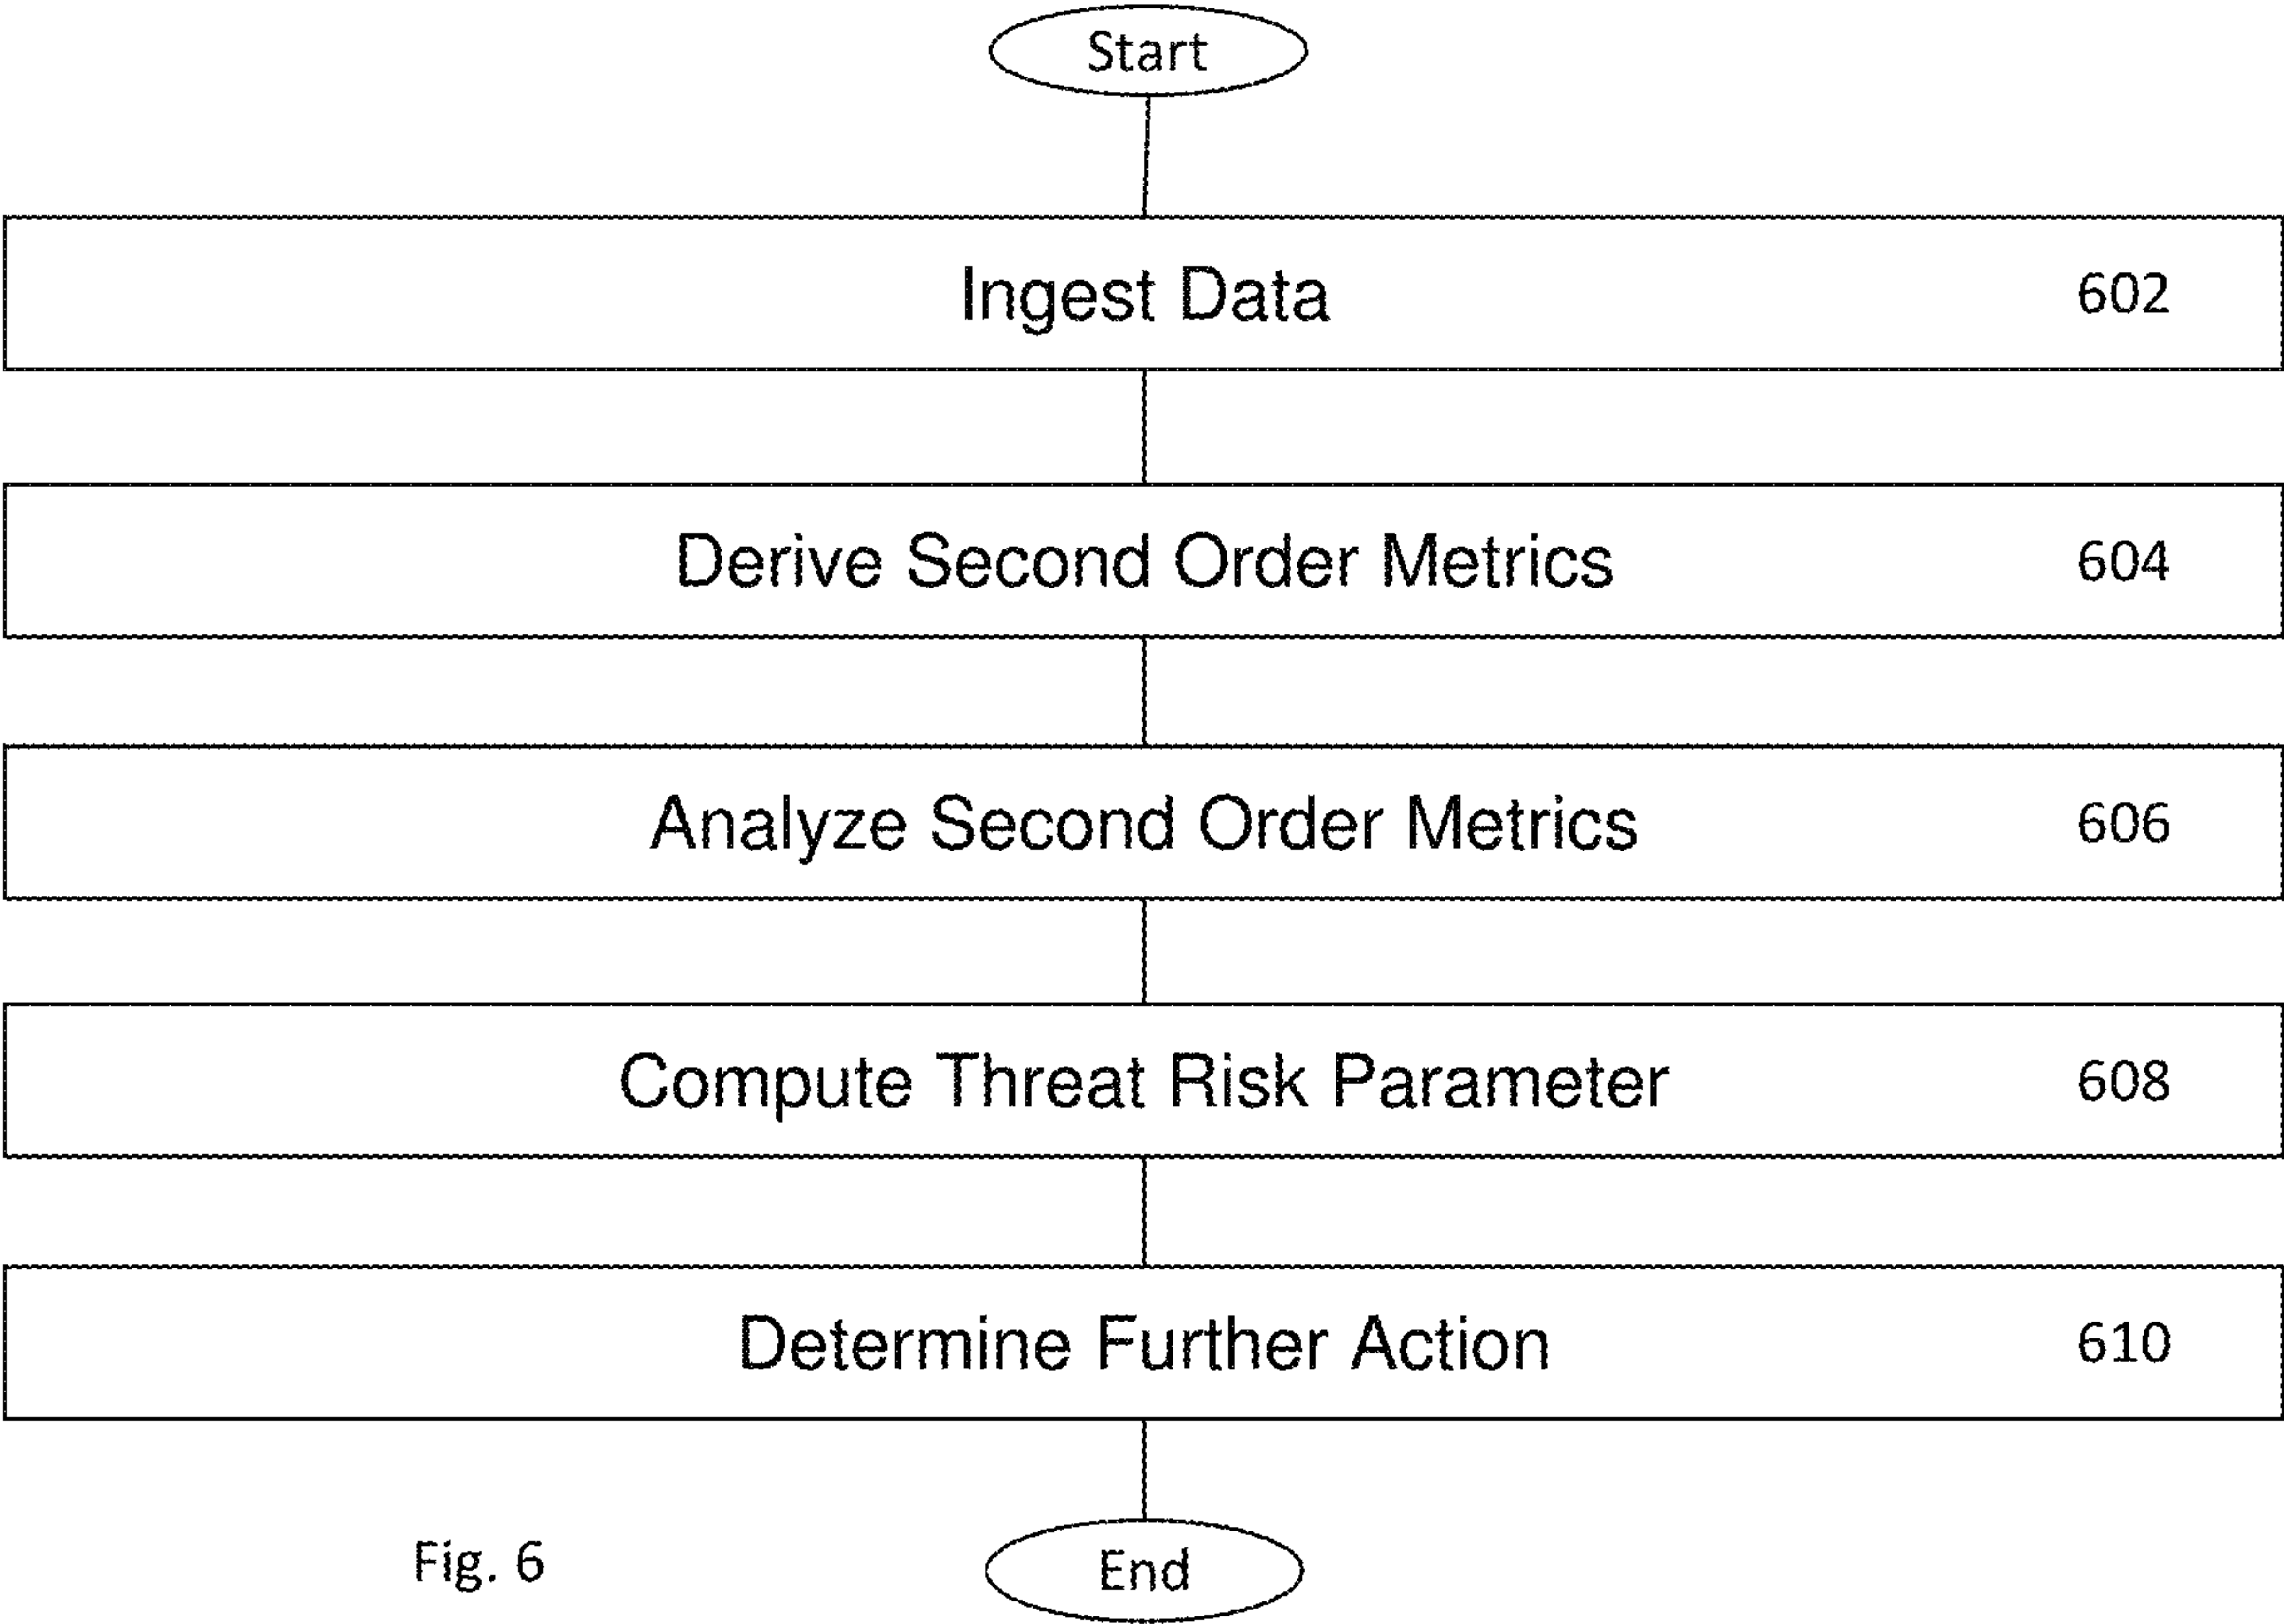 Start
Ingest Data 602
Derive Second Order Metrics 604
Analyze Second Order Metrics 606
Compute Threat Risk Parameter 608
Determine Further Action 610
Fig. 6
End